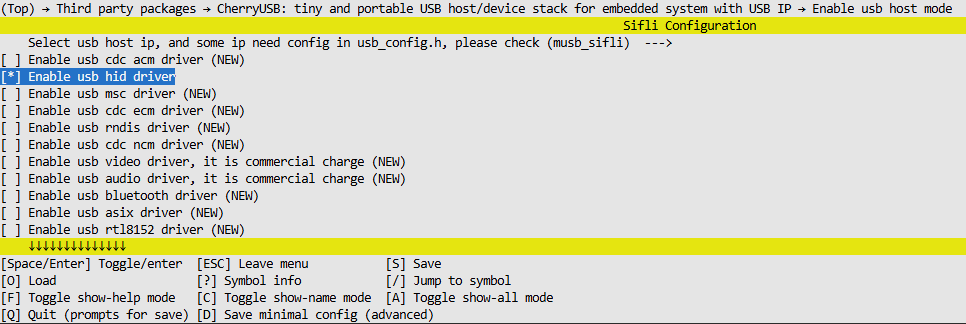 (Top) → Third party packages → CherryUSB: tiny and portable USB host/device stack for embedded system with USB IP → Enable usb host mode
Sifli Configuration
Select usb host ip, and some ip need config in usb_config.h, please check (musb_sifli)  --->
[ ] Enable usb cdc acm driver (NEW)
[*] Enable usb hid driver
[ ] Enable usb msc driver (NEW)
[ ] Enable usb cdc ecm driver (NEW)
[ ] Enable usb rndis driver (NEW)
[ ] Enable usb cdc ncm driver (NEW)
[ ] Enable usb video driver, it is commercial charge (NEW)
[ ] Enable usb audio driver, it is commercial charge (NEW)
[ ] Enable usb bluetooth driver (NEW)
[ ] Enable usb asix driver (NEW)
[ ] Enable usb rtl8152 driver (NEW)
↓↓↓↓↓↓↓↓↓↓↓↓↓↓
[Space/Enter] Toggle/enter  [ESC] Leave menu  [S] Save
[O] Load  [?] Symbol info  [/] Jump to symbol
[F] Toggle show-help mode  [C] Toggle show-name mode  [A] Toggle show-all mode
[Q] Quit (prompts for save) [D] Save minimal config (advanced)